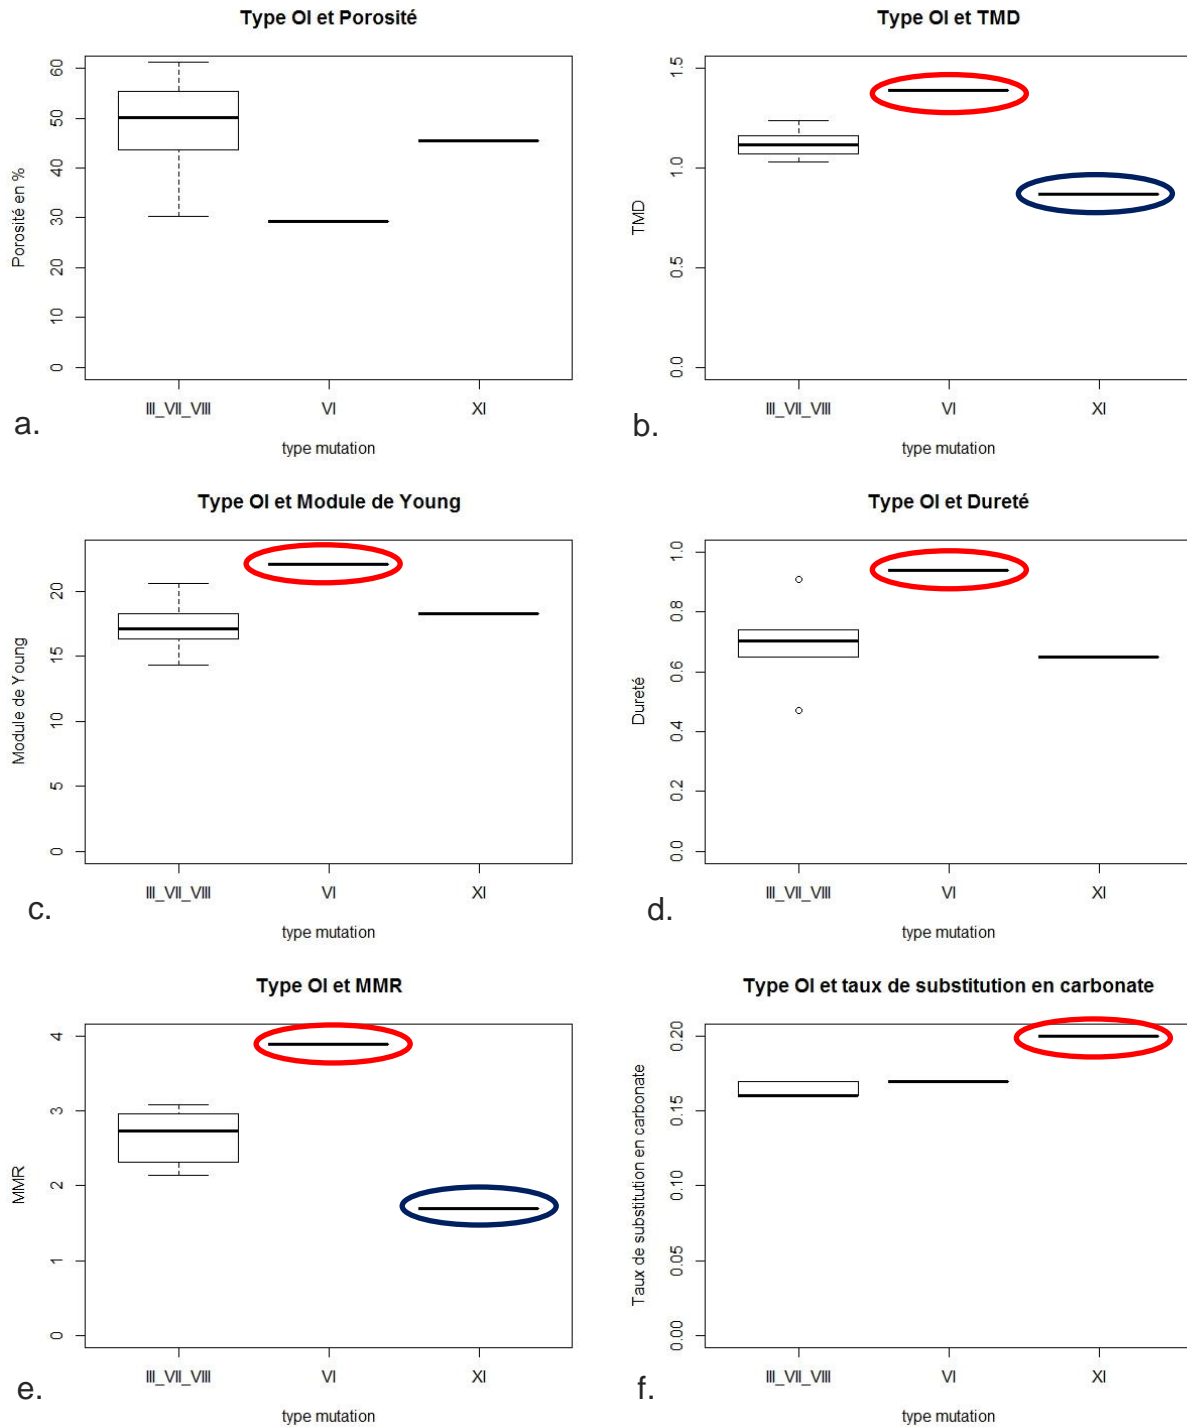 Type OI et Porosité
Porosité en %
60
50
40
30
20
10
0
III_VII_VIII VI XI
type mutation
a.
Type OI et TMD
TMD
1.5
1.0
0.5
0.0
III_VII_VIII VI XI
type mutation
b.
Type OI et Module de Young
Module de Young
20
15
10
5
0
III_VII_VIII VI XI
type mutation
c.
Type OI et Dureté
Dureté
1.0
0.8
0.6
0.4
0.2
0.0
III_VII_VIII VI XI
type mutation
d.
Type OI et MMR
MMR
4
3
2
1
0
III_VII_VIII VI XI
type mutation
e.
Type OI et taux de substitution en carbonate
Taux de substitution en carbonate
0.20
0.15
0.10
0.05
0.00
III_VII_VIII VI XI
type mutation
f.